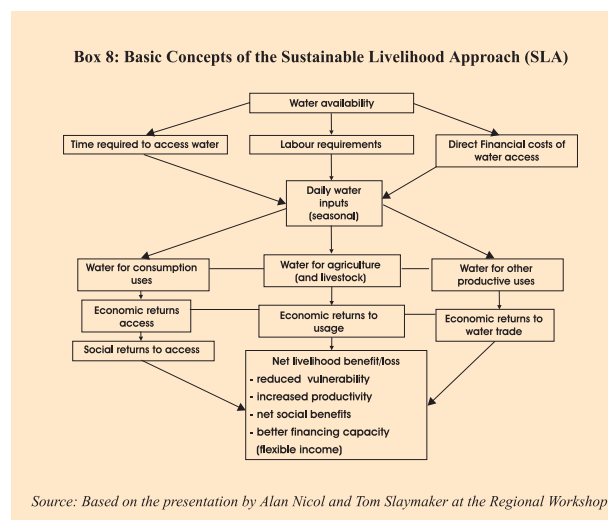 Box 8: Basic Concepts of the Sustainable Livelihood Approach (SLA)
Water availability
Time required to access water
Labour requirements
Direct Financial costs of
water access
Daily water
inputs
(seasonal)
Water for consumption
uses
Water for agriculture
(and livestock)
Water for other
productive uses
Economic returns
access
Economic returns to
usage
Economic returns to
water trade
Social returns to access
Net livelihood benefit/loss
- reduced vulnerability
- increased productivity
- net social benefits
- better financing capacity
(flexible income)
Source: Based on the presentation by Alan Nicol and Tom Slaymaker at the Regional Workshop